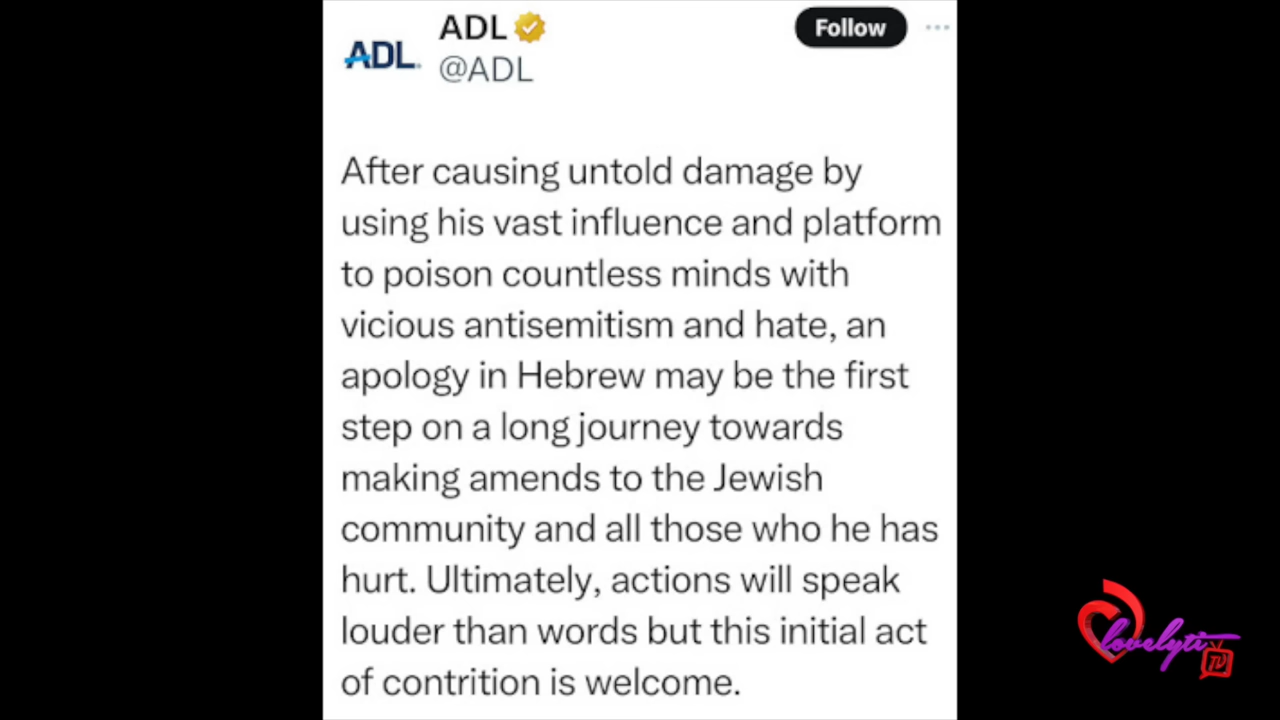 ADL
Follow
ADL.
@ADL
After causing untold damage by
using his vast influence and platform
to poison countless minds with
vicious antisemitism and hate, an
apology in Hebrew may be the first
step on a long journey towards
making amends to the Jewish
community and all those who he has
hurt. Ultimately, actions will speak
louder than words but this initial act
of contrition is welcome.
lovelyti
TV